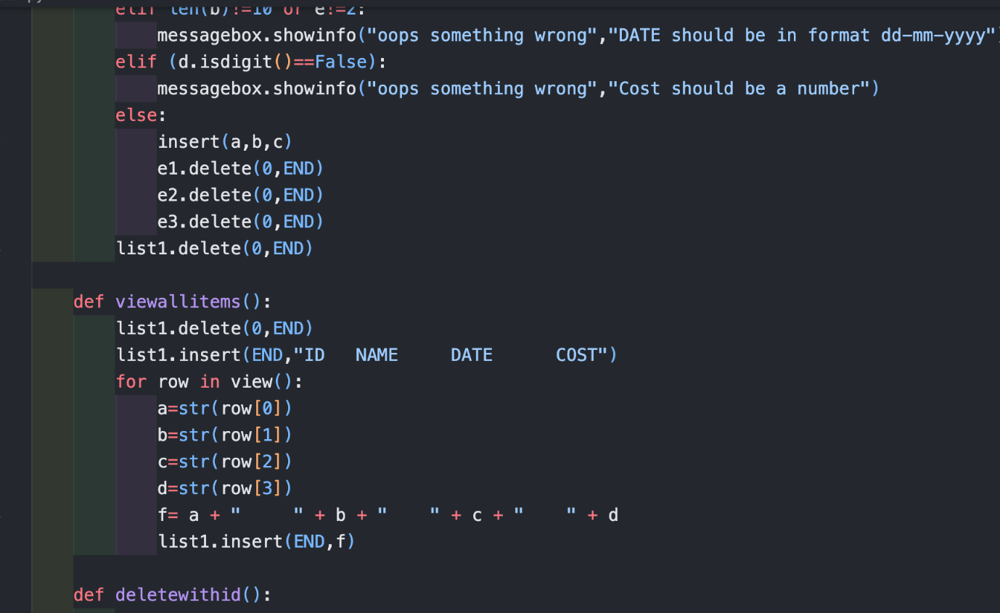 elif len(b)!=10 or e!=2:
messagebox.showinfo("oops something wrong","DATE should be in format dd-mm-yyyy"
elif (d.isdigit()==False):
messagebox.showinfo("oops something wrong","Cost should be a number")
else:
insert(a,b,c)
e1.delete(0,END)
e2.delete(0,END)
e3.delete(0,END)
list1.delete(0,END)
def viewallitems():
list1.delete(0,END)
list1.insert(END,"ID   NAME     DATE      COST")
for row in view():
a=str(row[0])
b=str(row[1])
c=str(row[2])
d=str(row[3])
f= a + "     " + b + "    " + c + "    " + d
list1.insert(END,f)
def deletewithid():